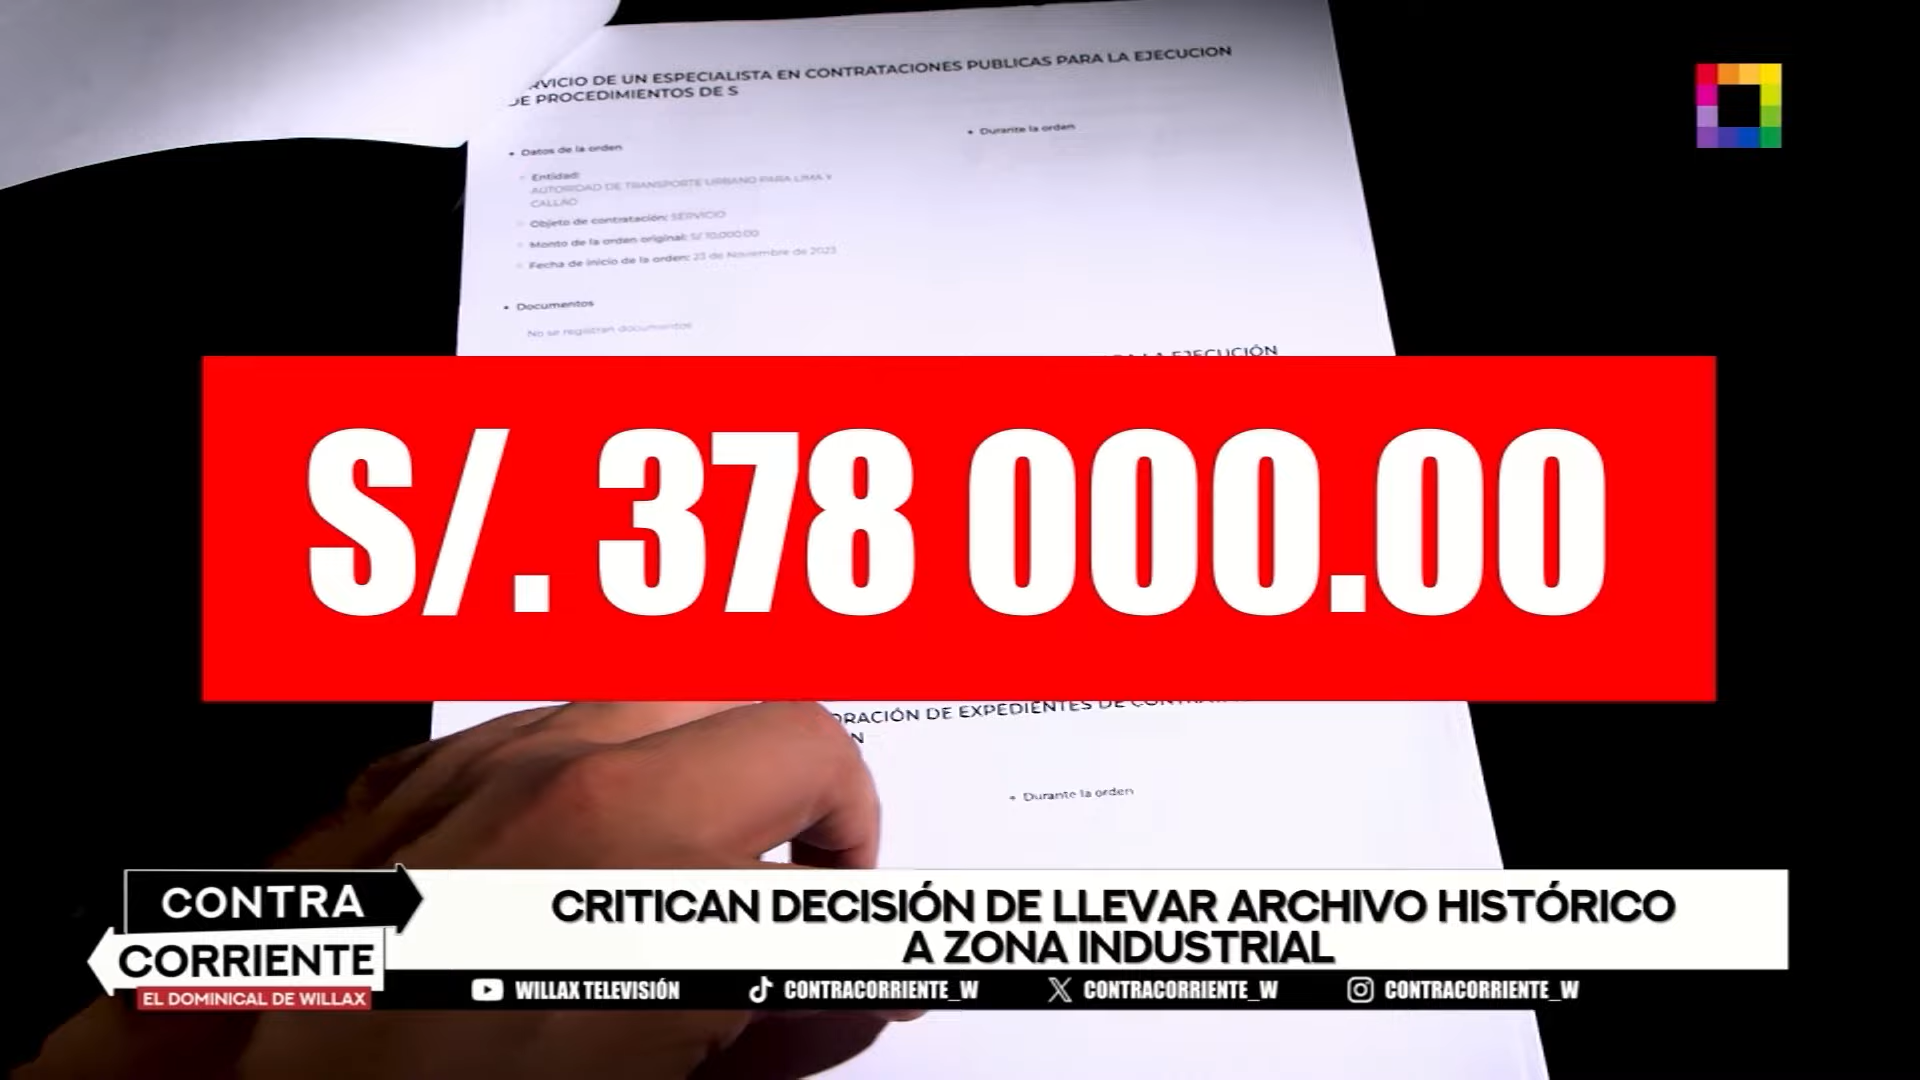 VICIO DE UN ESPECIALISTA EN CONTRATACIONES PUBLICAS PARA LA EJECUCION
DE PROCEDIMIENTOS DE S
• Datos de la orden
• Durante la orden
Entidad:
AUTORIDAD DE TRANSPORTE URBANO PARA LIMA Y
CALLAO
Objeto de contratación: SERVICIO
Monto de la orden original: S/ 10,000.00
Fecha de inicio de la orden: 23 de Noviembre de 2023
• Documentos
No se registran documentos
LA EJECUCIÓN
S/. 378 000.00
ORACIÓN DE EXPEDIENTES DE
N
• Durante la orden
CONTRA
CORRIENTE
EL DOMINICAL DE WILLAX
CRITICAN DECISIÓN DE LLEVAR ARCHIVO HISTÓRICO
A ZONA INDUSTRIAL
WILLAX TELEVISIÓN CONTRACORRIENTE_W CONTRACORRIENTE_W CONTRACORRIENTE_W